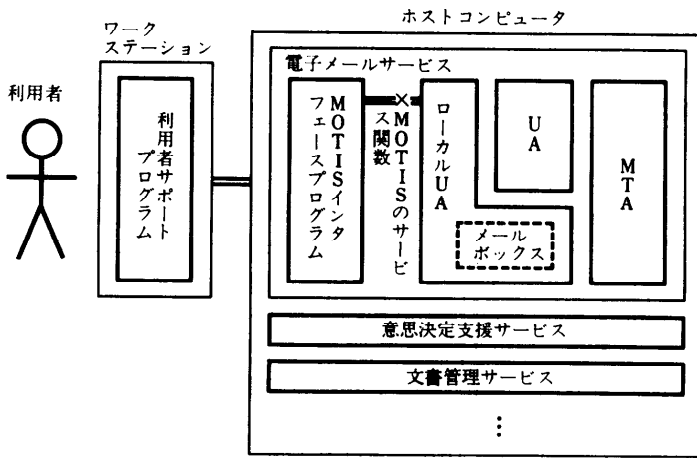 ホストコンピュータ
ワーク
ステーション
利用者
利用者サポート
プログラム
電子メールサービス
MOTISインタ
フェースプログラム
×MOTISのサービ
ス関数
ローカルUA
UA
MTA
メール
ボックス
意思決定支援サービス
文書管理サービス
⋮